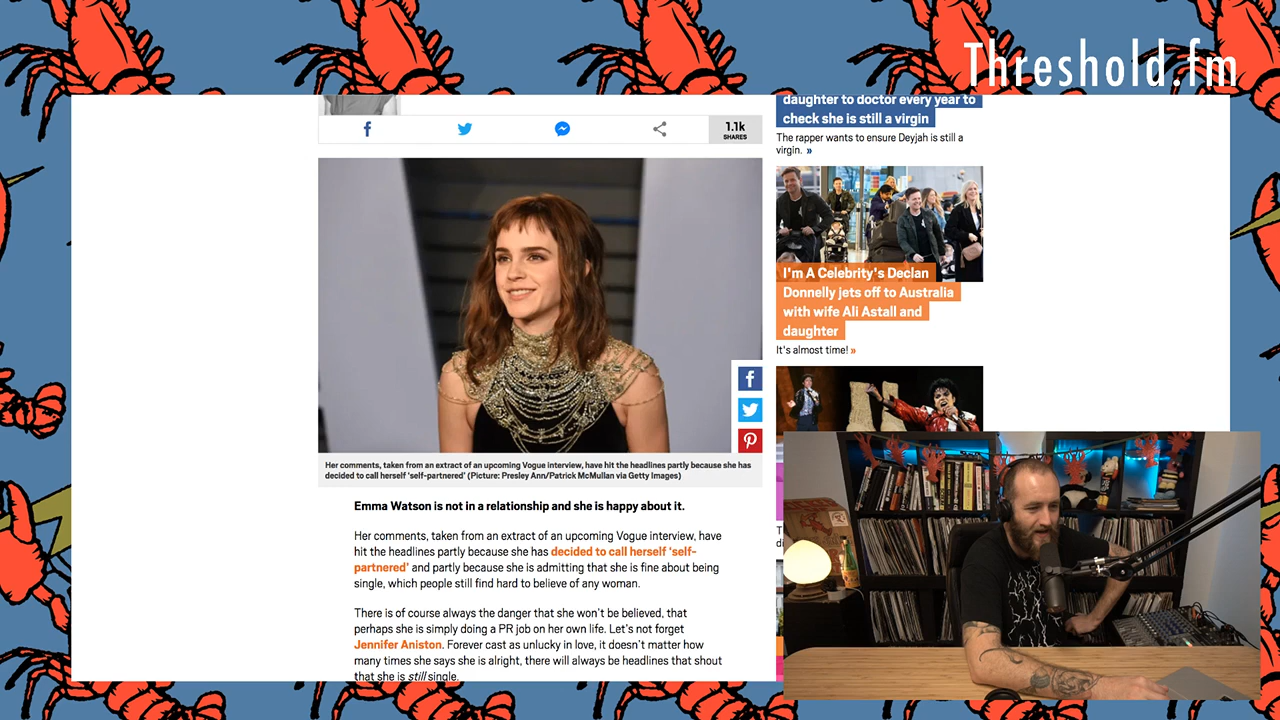 Threshold.fm
1.1k
SHARES
Her comments, taken from an extract of an upcoming Vogue interview, have hit the headlines partly because she has
decided to call herself 'self-partnered' (Picture: Presley Ann/Patrick McMullan via Getty Images)
Emma Watson is not in a relationship and she is happy about it.
Her comments, taken from an extract of an upcoming Vogue interview, have
hit the headlines partly because she has decided to call herself 'self-
partnered' and partly because she is admitting that she is fine about being
single, which people still find hard to believe of any woman.
There is of course always the danger that she won't be believed, that
perhaps she is simply doing a PR job on her own life. Let's not forget
Jennifer Aniston. Forever cast as unlucky in love, it doesn't matter how
many times she says she is alright, there will always be headlines that shout
that she is still single.
daughter to doctor every year to
check she is still a virgin
The rapper wants to ensure Deyjah is still a
virgin. »
I'm A Celebrity's Declan
Donnelly jets off to Australia
with wife Ali Astall and
daughter
It's almost time! »